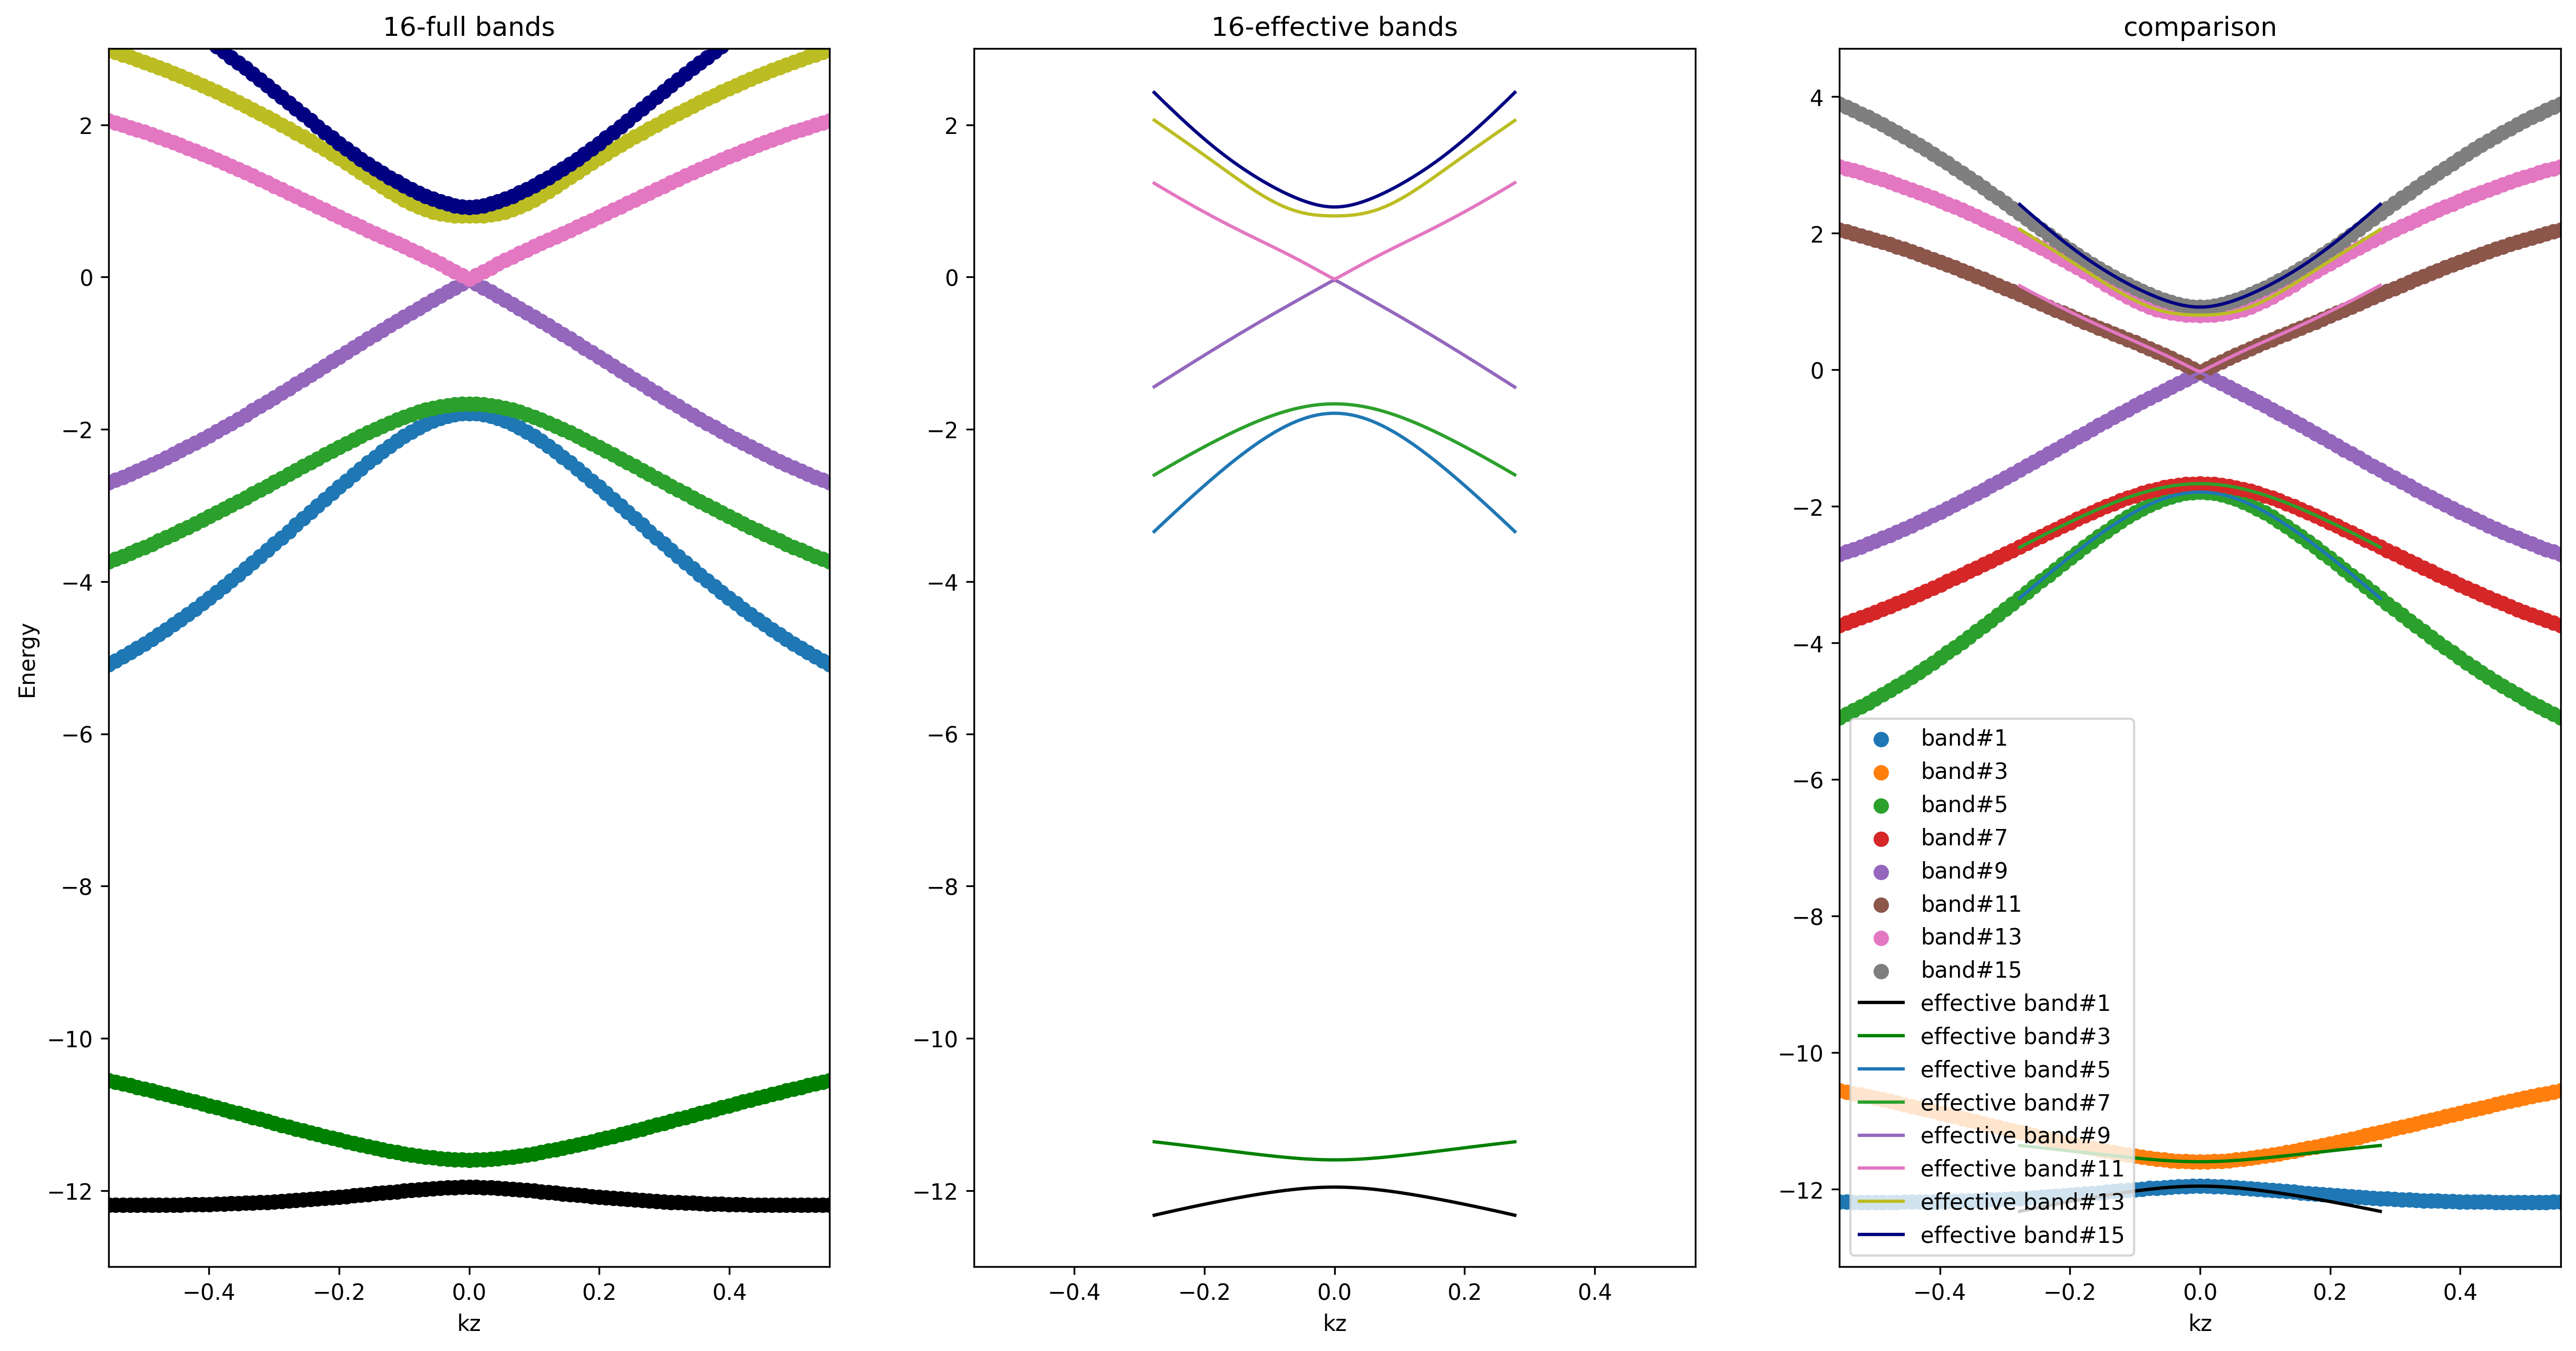 16-full bands
16-effective bands
comparison
Energy
2
0
−2
−4
−6
−8
−10
−12
−0.4 −0.2 0.0 0.2 0.4
kz
2
0
−2
−4
−6
−8
−10
−12
−0.4 −0.2 0.0 0.2 0.4
kz
4
2
0
−2
−4
−6
−8
−10
−12
−0.4 −0.2 0.0 0.2 0.4
kz
band#1
band#3
band#5
band#7
band#9
band#11
band#13
band#15
effective band#1
effective band#3
effective band#5
effective band#7
effective band#9
effective band#11
effective band#13
effective band#15